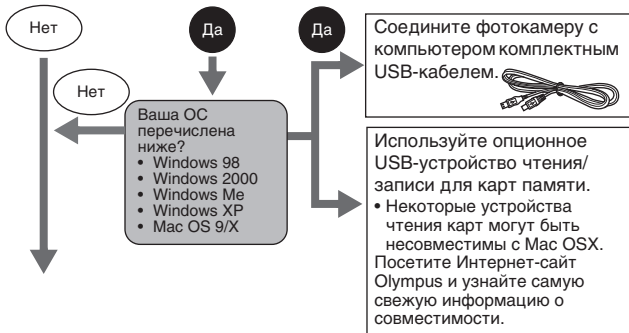 Нет
Да
Да
Нет
Ваша ОС
перечислена
ниже?
• Windows 98
• Windows 2000
• Windows Me
• Windows XP
• Mac OS 9/X
Соедините фотокамеру с
компьютером комплектным
USB-кабелем.
Используйте опционное
USB-устройство чтения/
записи для карт памяти.
• Некоторые устройства
чтения карт могут быть
несовместимы с Mac OSX.
Посетите Интернет-сайт
Olympus и узнайте самую
свежую информацию о
совместимости.